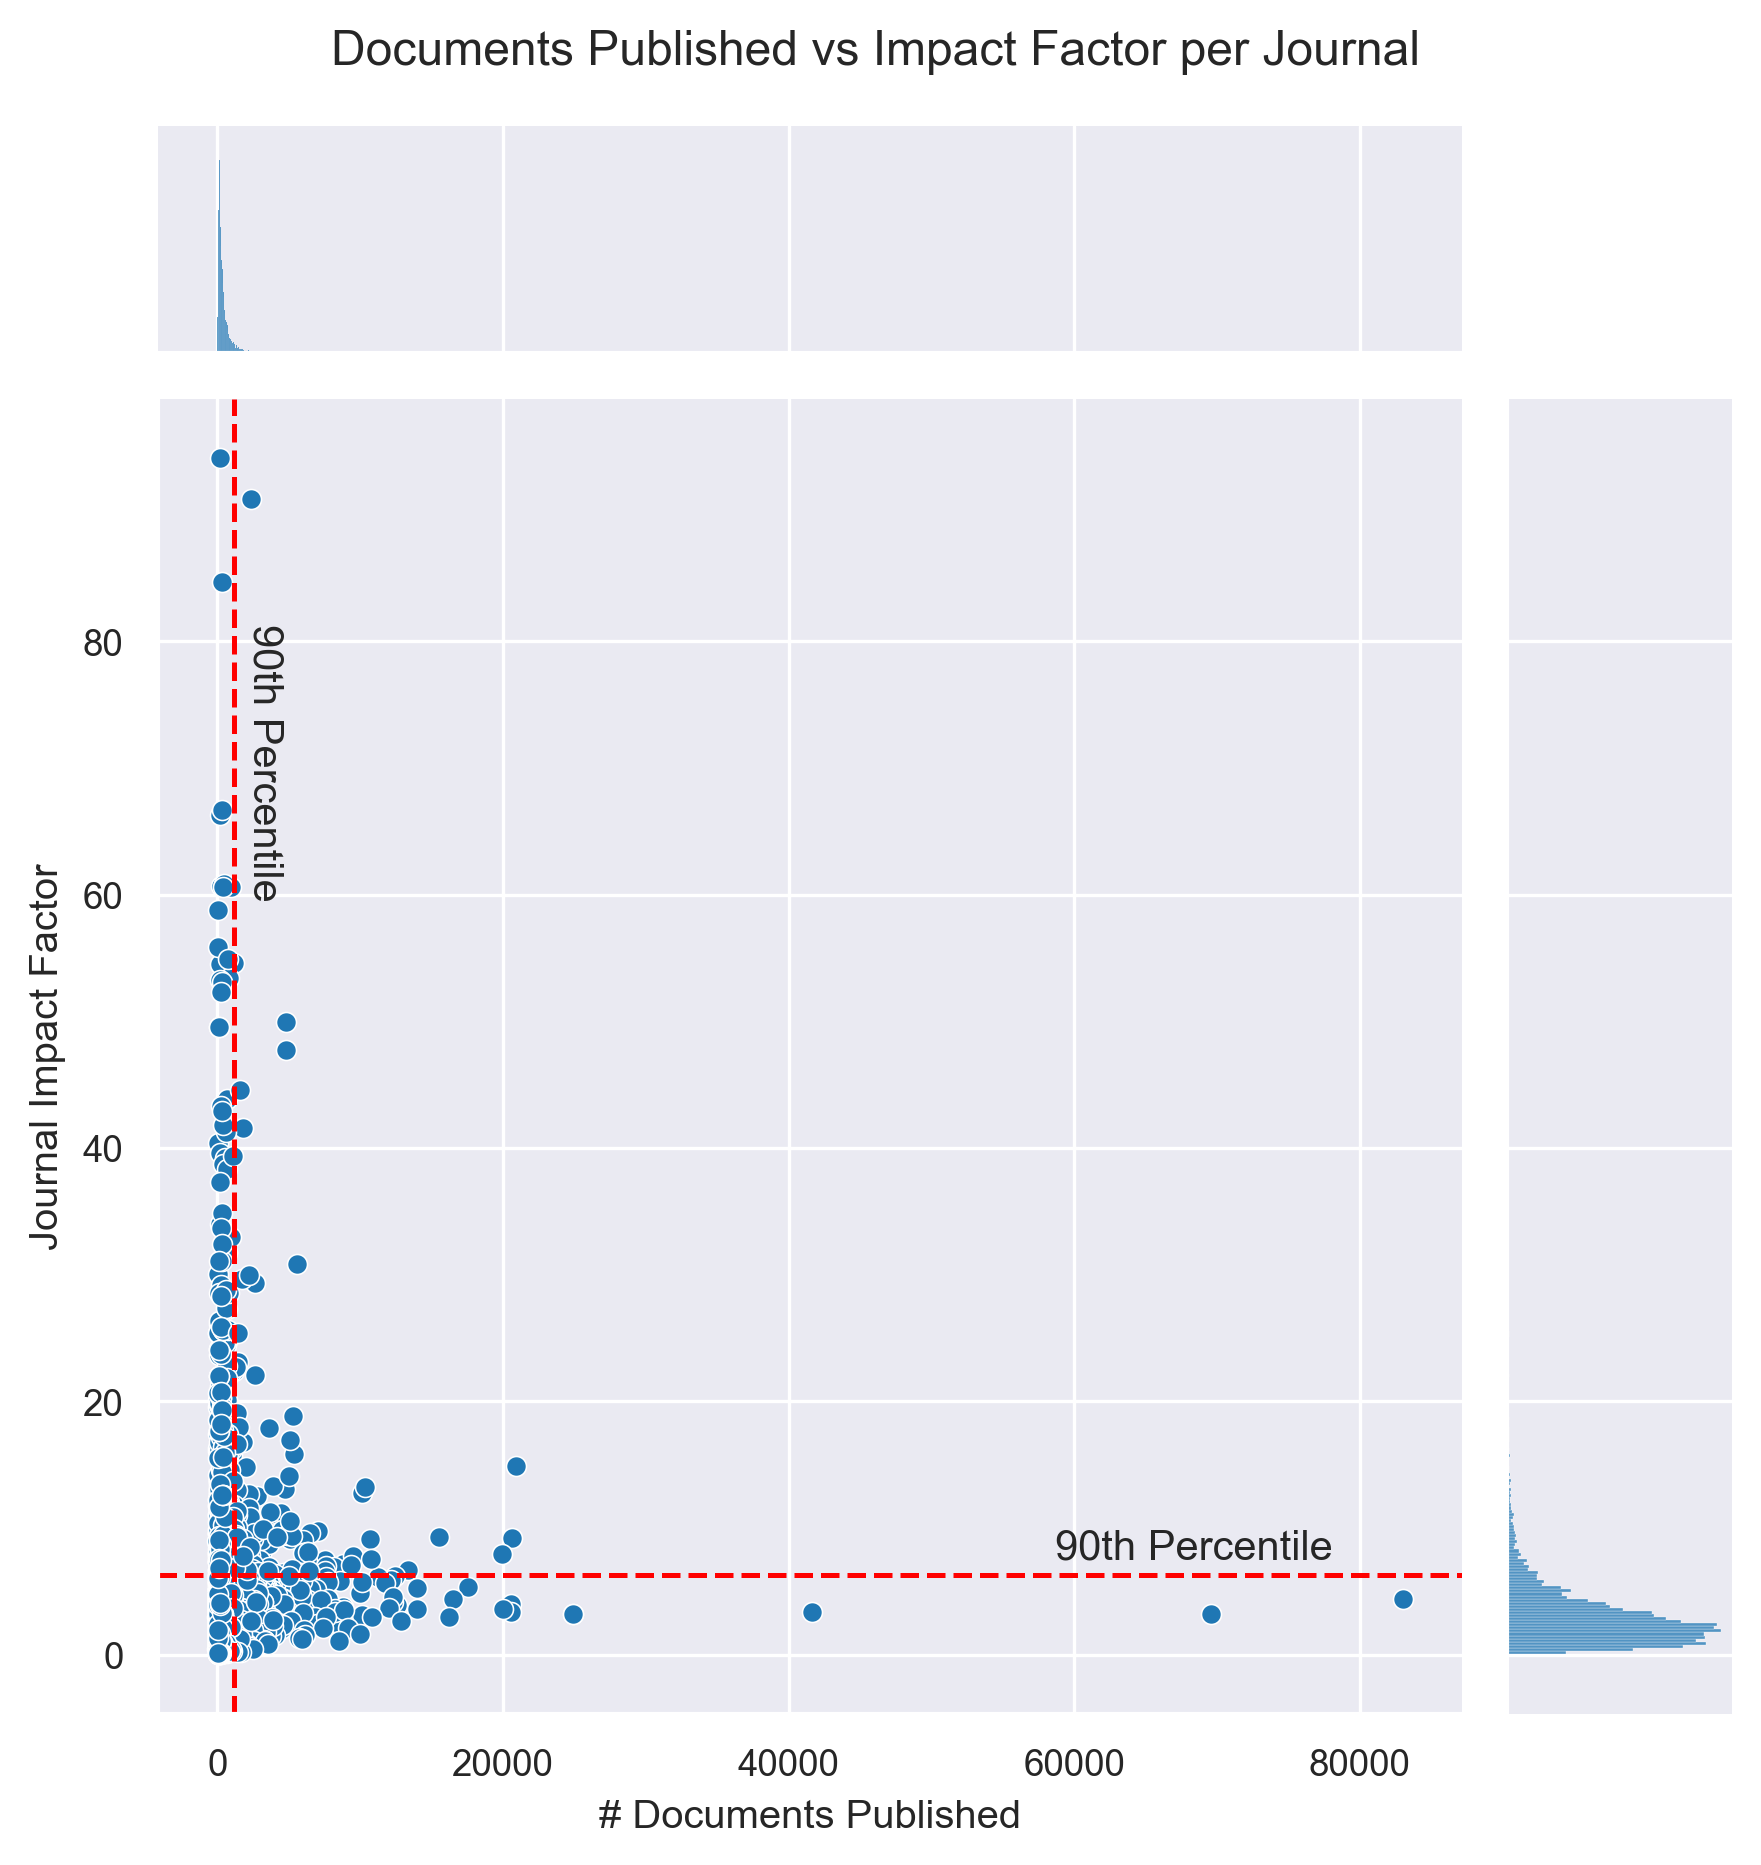 Documents Published vs Impact Factor per Journal
90th Percentile
80
60
40
20
0
Journal Impact Factor
90th Percentile
0 20000 40000 60000 80000
# Documents Published